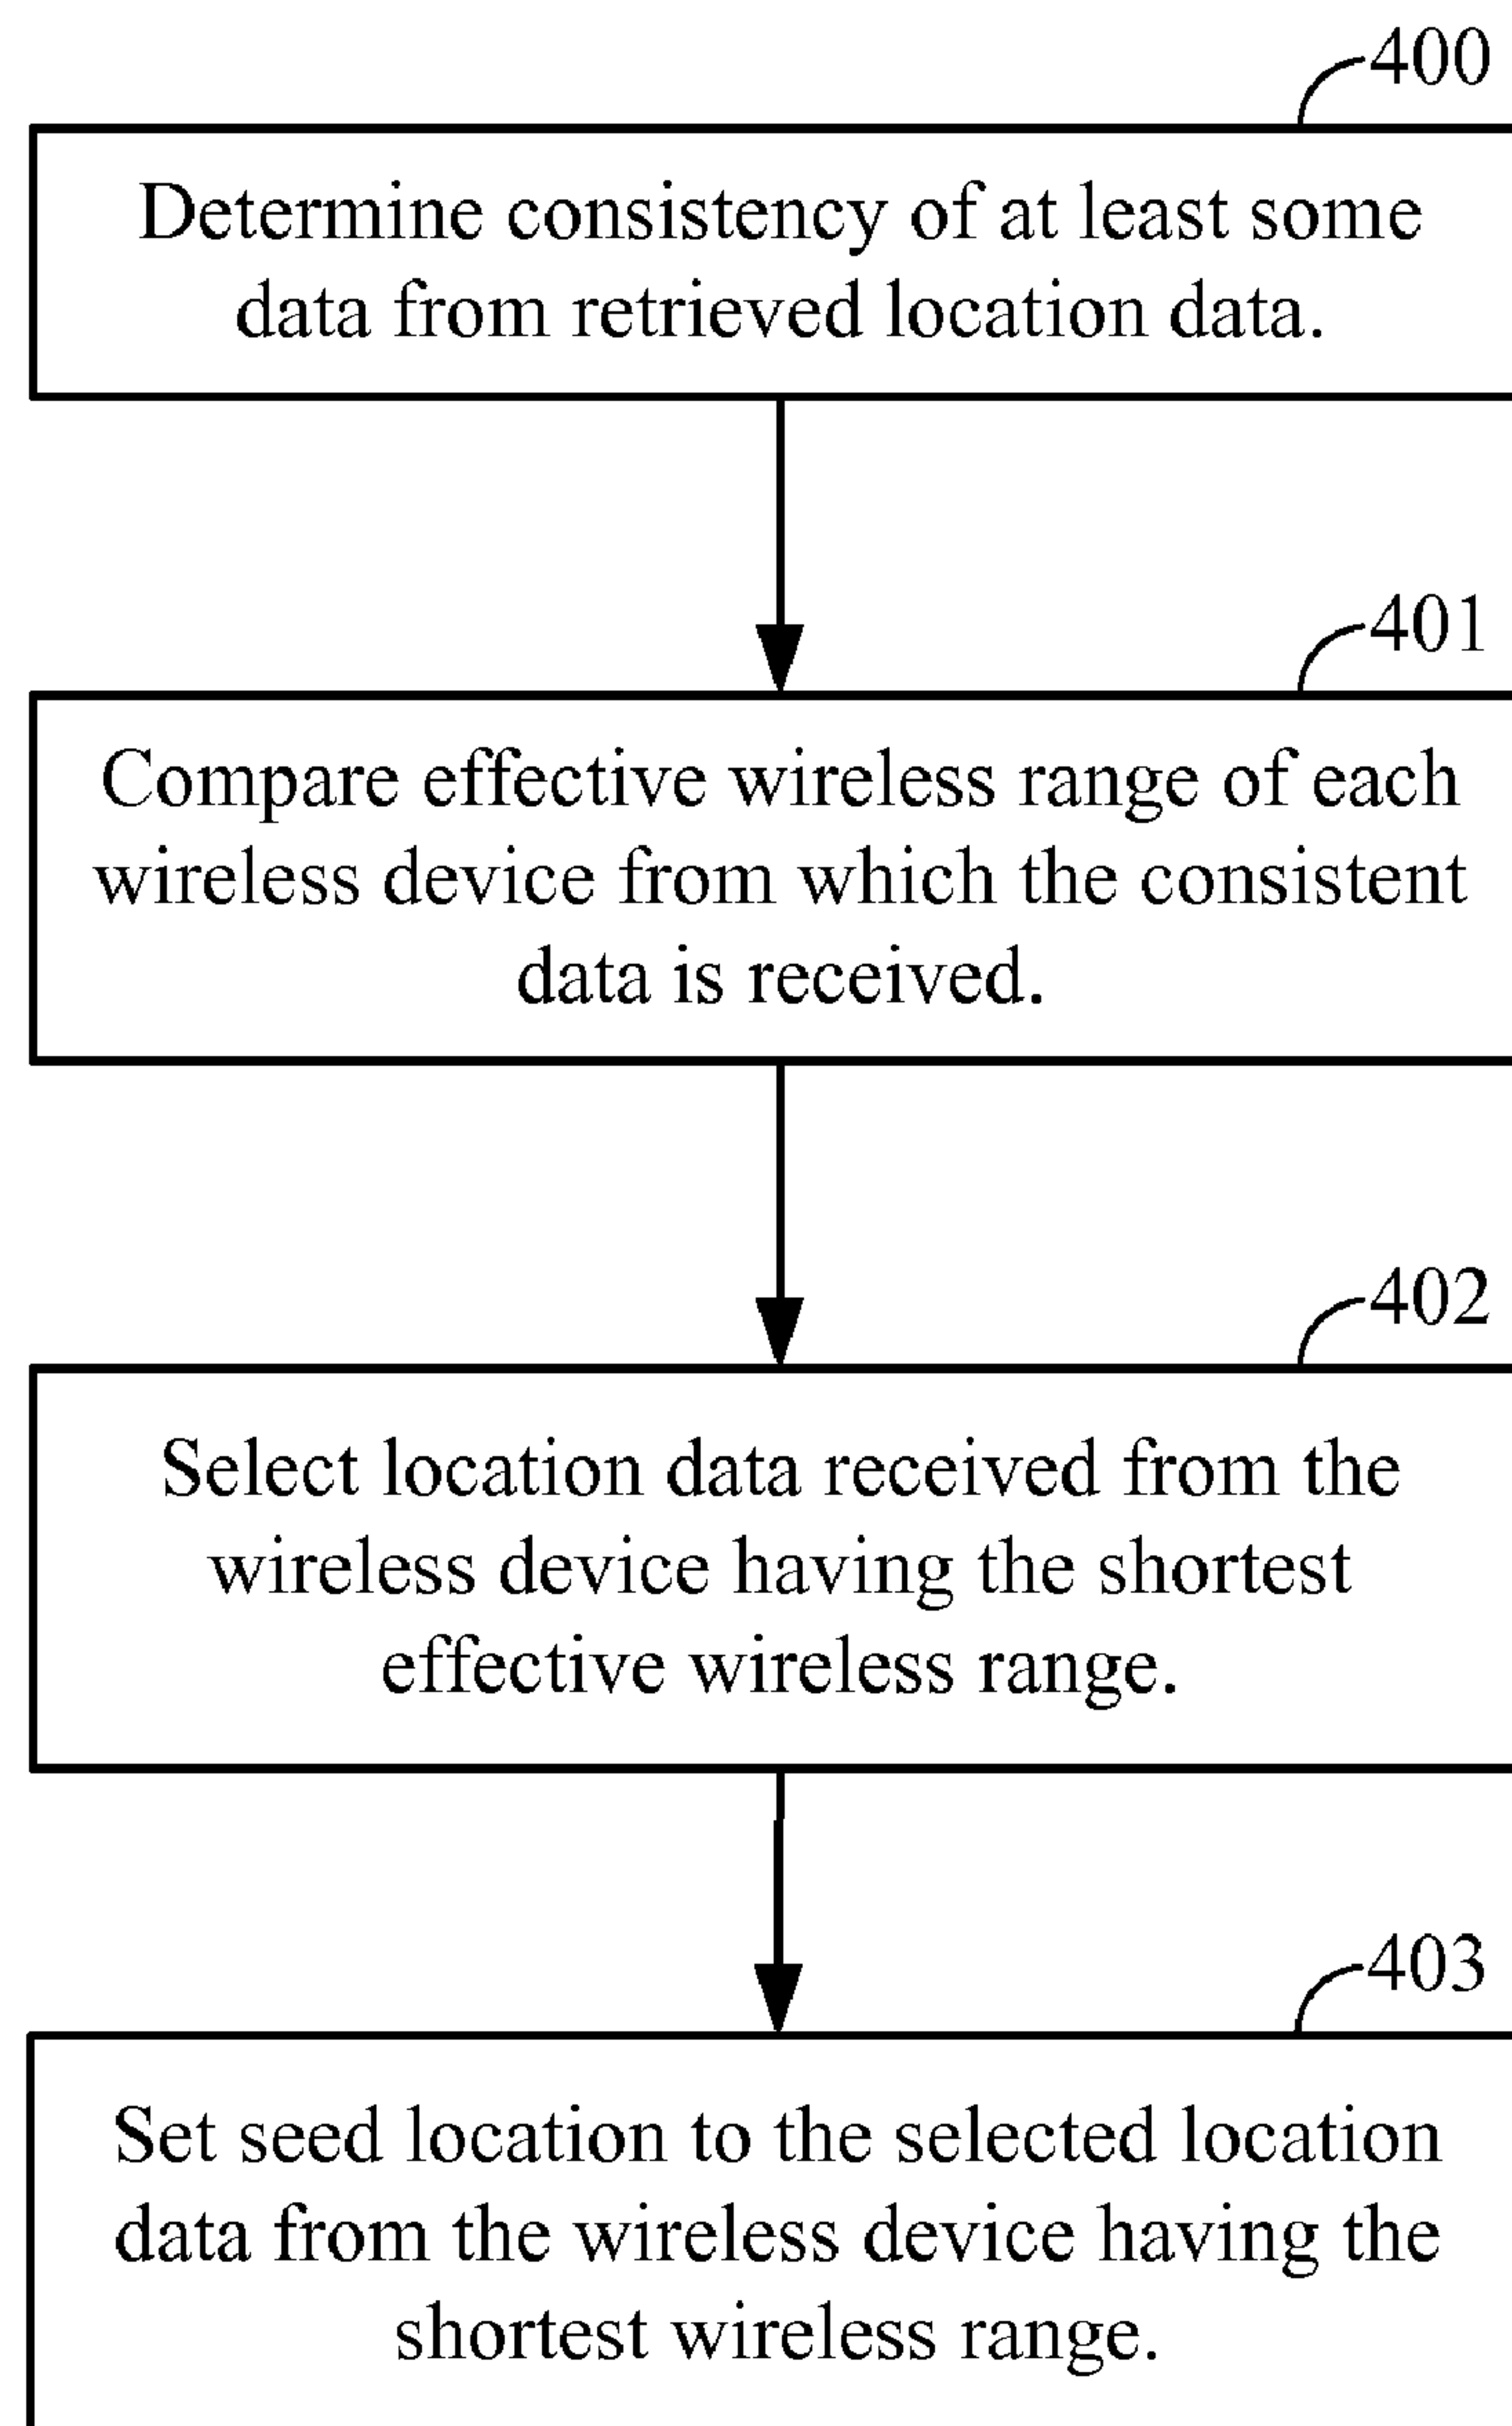 400
Determine consistency of at least some
data from retrieved location data.
401
Compare effective wireless range of each
wireless device from which the consistent
data is received.
402
Select location data received from the
wireless device having the shortest
effective wireless range.
403
Set seed location to the selected location
data from the wireless device having the
shortest wireless range.